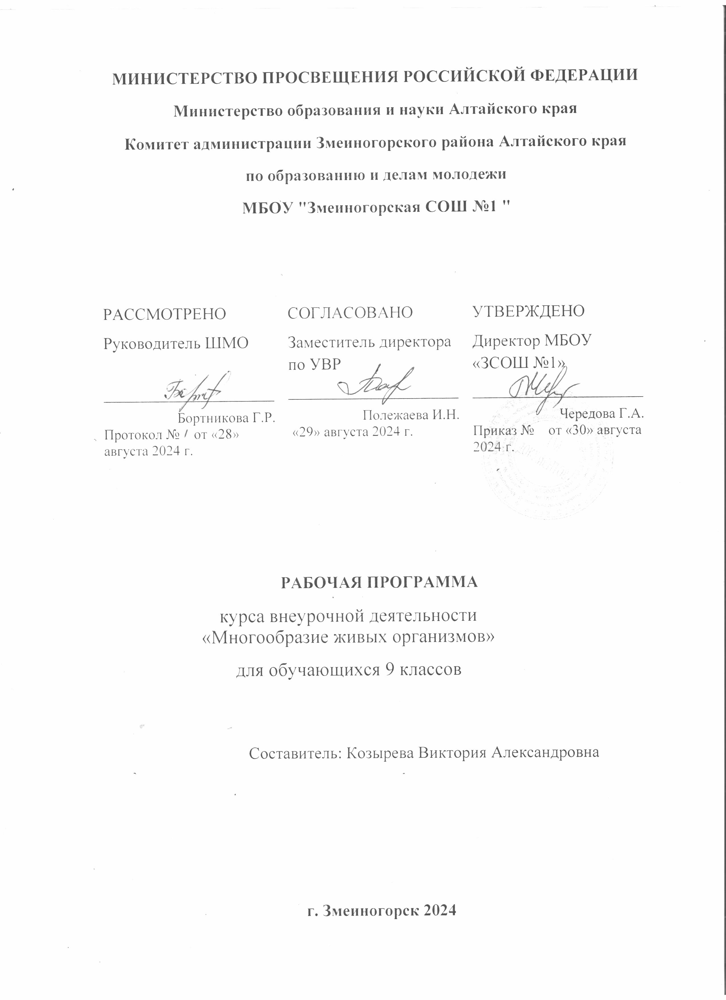 МИНИСТЕРСТВО ПРОСВЕЩЕНИЯ РОССИЙСКОЙ ФЕДЕРАЦИИ
Министерство образования и науки Алтайского края
Комитет администрации Змеиногорского района Алтайского края
по образованию и делам молодежи
МБОУ "Змеиногорская СОШ №1 "
РАССМОТРЕНО
Руководитель ШМО
Бортникова Г.Р.
Протокол № 1 от «28»
августа 2024 г.
СОГЛАСОВАНО
Заместитель директора
по УВР
Полежаева И.Н.
«29» августа 2024 г.
УТВЕРЖДЕНО
Директор МБОУ
«ЗСОШ №1»
Чередова Г.А.
Приказ № от «30» августа
2024 г.
РАБОЧАЯ ПРОГРАММА
курса внеурочной деятельности
«Многообразие живых организмов»
для обучающихся 9 классов
Составитель: Козырева Виктория Александровна
г. Змеиногорск 2024